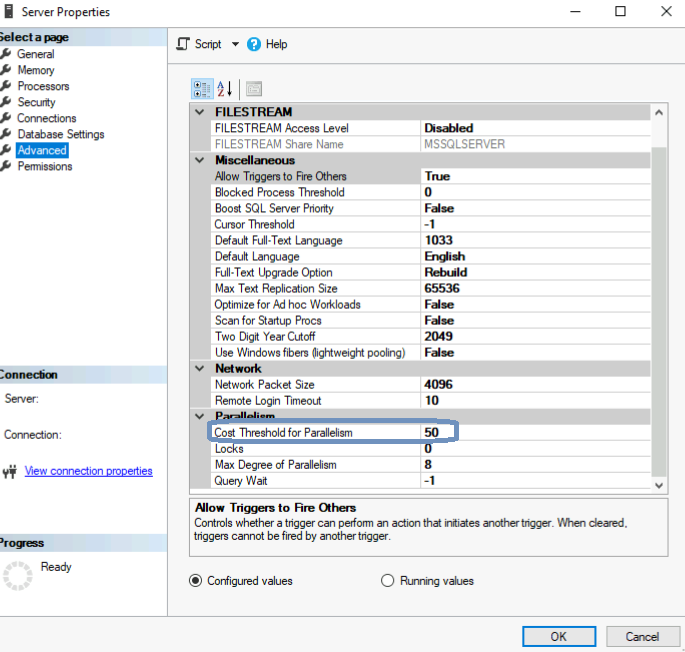 Server Properties
Select a page
General
Memory
Processors
Security
Connections
Database Settings
Advanced
Permissions
Connection
Server:
Connection:
View connection properties
Progress
Ready
Script Help
FILESTREAM
FILESTREAM Access Level Disabled
FILESTREAM Share Name MSSQLSERVER
Miscellaneous
Allow Triggers to Fire Others True
Blocked Process Threshold 0
Boost SQL Server Priority False
Cursor Threshold -1
Default Full-Text Language 1033
Default Language English
Full-Text Upgrade Option Rebuild
Max Text Replication Size 65536
Optimize for Ad hoc Workloads False
Scan for Startup Procs False
Two Digit Year Cutoff 2049
Use Windows fibers (lightweight pooling) False
Network
Network Packet Size 4096
Remote Login Timeout 10
Parallelism
Cost Threshold for Parallelism 50
Locks 0
Max Degree of Parallelism 8
Query Wait -1
Allow Triggers to Fire Others
Controls whether a trigger can perform an action that initiates another trigger. When cleared,
triggers cannot be fired by another trigger.
Configured values Running values
OK Cancel